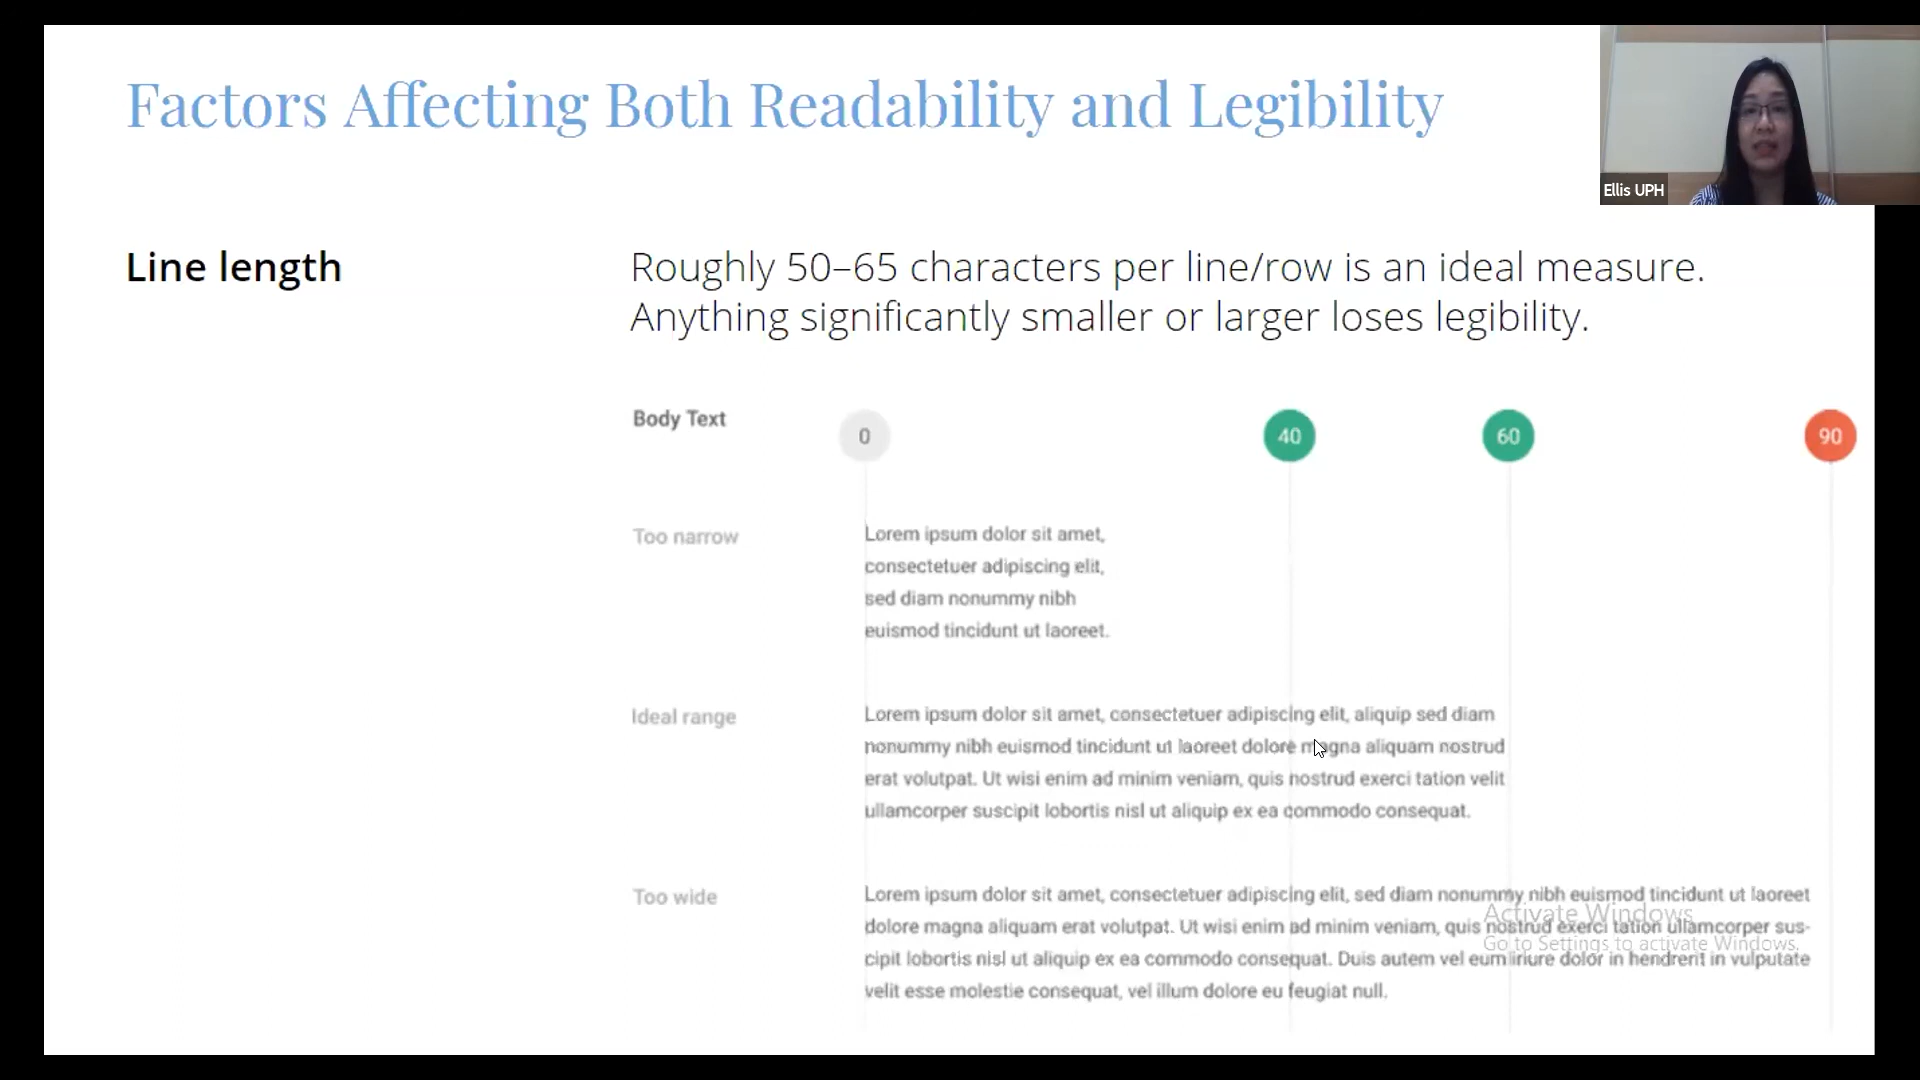 Factors Affecting Both Readability and Legibility
Ellis UPH
Line length
Roughly 50–65 characters per line/row is an ideal measure.
Anything significantly smaller or larger loses legibility.
Body Text
0
40
60
90
Too narrow
Lorem ipsum dolor sit amet,
consectetuer adipiscing elit,
sed diam nonummy nibh
euismod tincidunt ut laoreet.
Ideal range
Lorem ipsum dolor sit amet, consectetuer adipiscing elit, aliquip sed diam
nonummy nibh euismod tincidunt ut laoreet dolore magna aliquam nostrud
erat volutpat. Ut wisi enim ad minim veniam, quis nostrud exerci tation velit
ullamcorper suscipit lobortis nisl ut aliquip ex ea commodo consequat.
Too wide
Lorem ipsum dolor sit amet, consectetuer adipiscing elit, sed diam nonummy nibh euismod tincidunt ut laoreet
dolore magna aliquam erat volutpat. Ut wisi enim ad minim veniam, quis nostrud exerci tation ullamcorper sus-
cipit lobortis nisl ut aliquip ex ea commodo consequat. Duis autem vel eum iriure dolor in hendrerit in vulputate
velit esse molestie consequat, vel illum dolore eu feugiat null.
Activate Windows
Go to Settings to activate Windows.